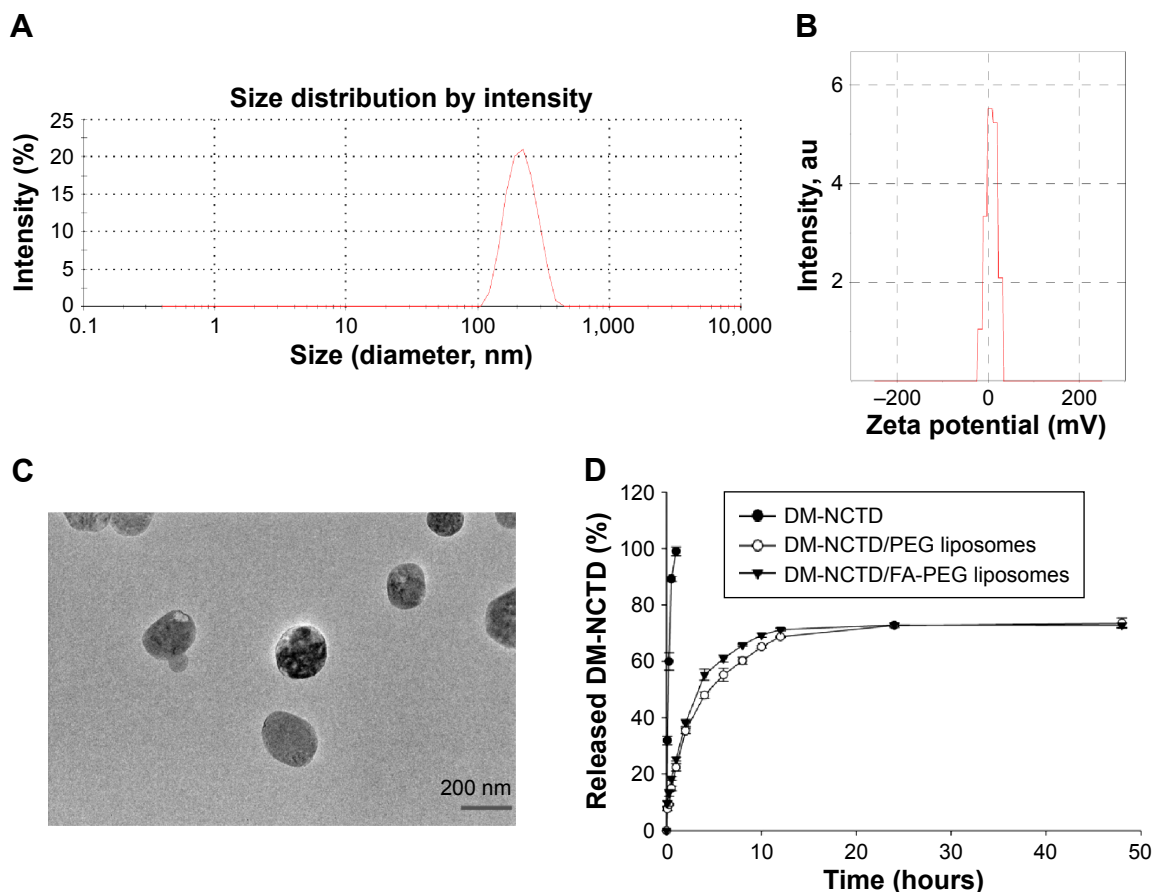 A
Size distribution by intensity
Intensity (%)
25
20
15
10
5
0
0.1 1 10 100 1,000 10,000
Size (diameter, nm)
B
Intensity, au
6
4
2
–200 0 200
Zeta potential (mV)
C
200 nm
D
Released DM-NCTD (%)
120
100
80
60
40
20
0
DM-NCTD
DM-NCTD/PEG liposomes
DM-NCTD/FA-PEG liposomes
0 10 20 30 40 50
Time (hours)